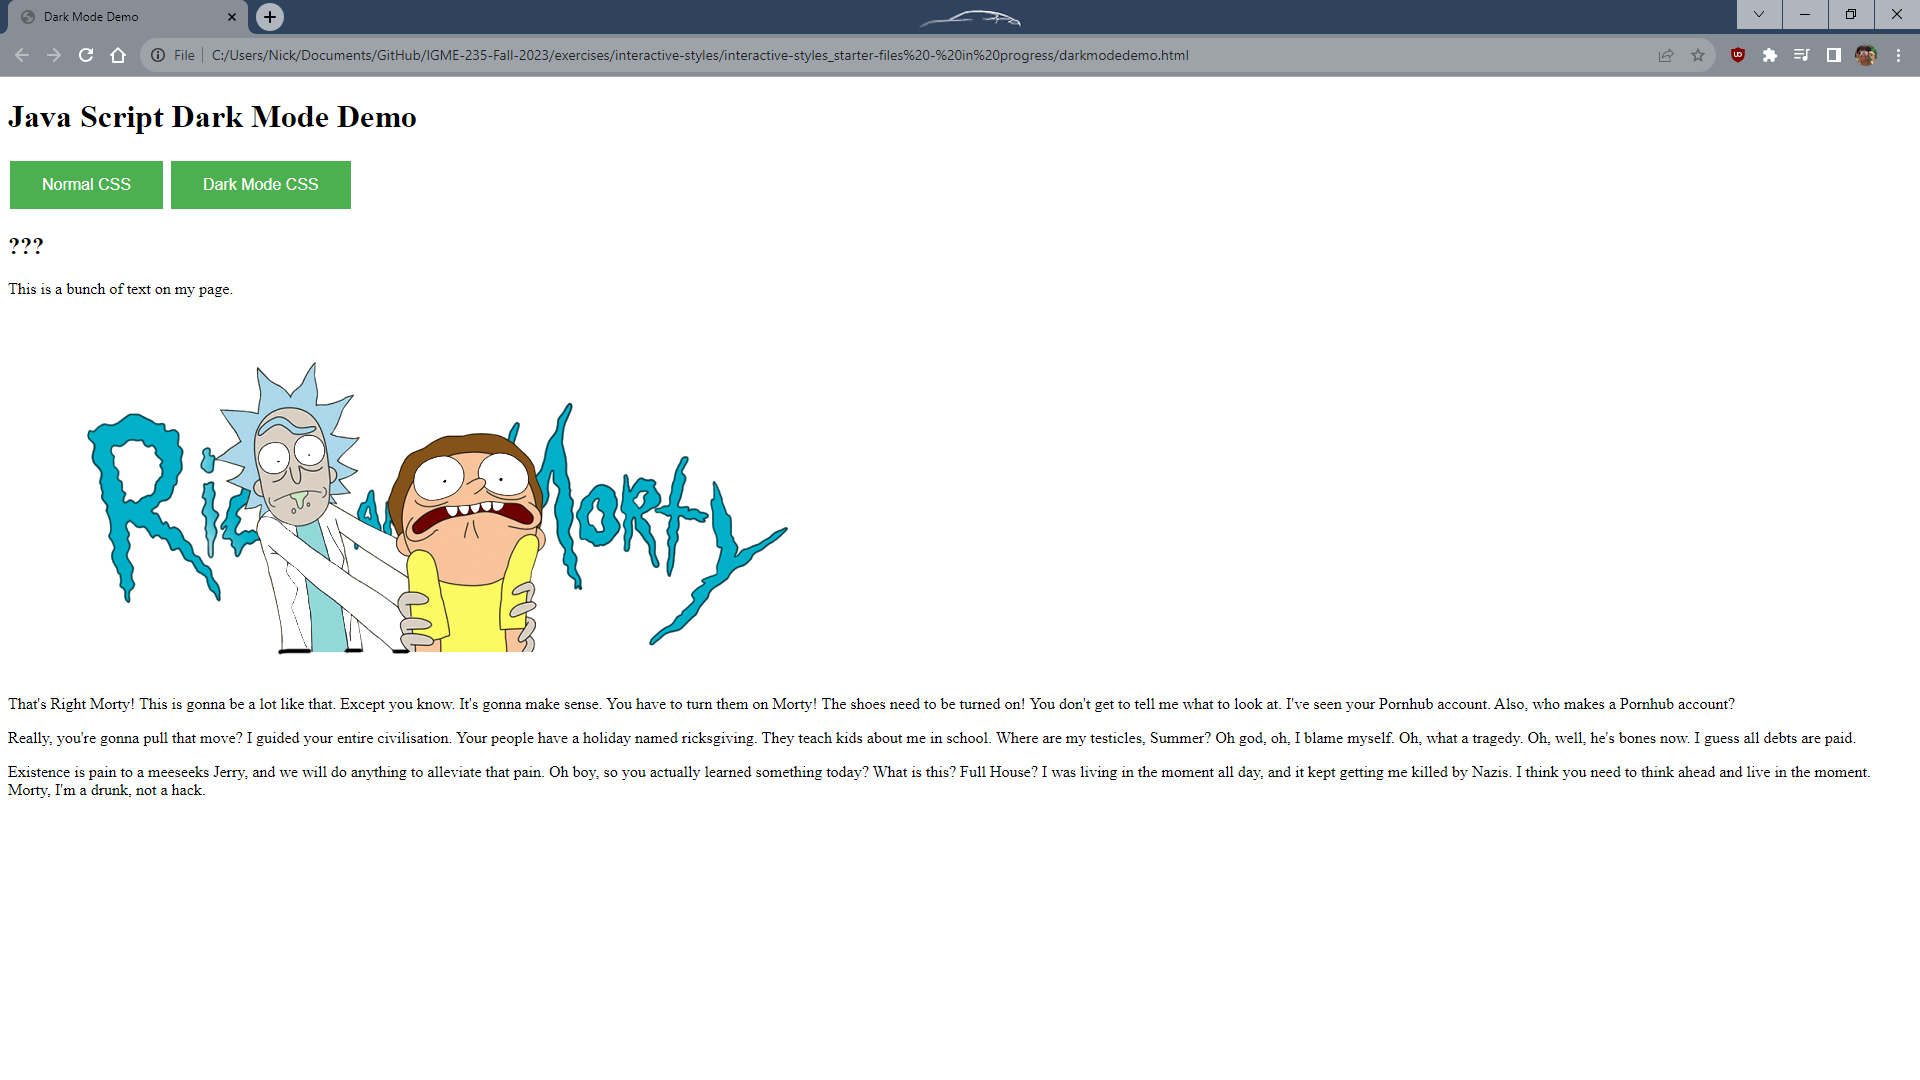 Dark Mode Demo
File
C:/Users/Nick/Documents/GitHub/IGME-235-Fall-2023/exercises/interactive-styles/interactive-styles_starter-files%20-%20in%20progress/darkmodedemo.html
Java Script Dark Mode Demo
Normal CSS
Dark Mode CSS
???
This is a bunch of text on my page.
That's Right Morty! This is gonna be a lot like that. Except you know. It's gonna make sense. You have to turn them on Morty! The shoes need to be turned on! You don't get to tell me what to look at. I've seen your Pornhub account. Also, who makes a Pornhub account?
Really, you're gonna pull that move? I guided your entire civilisation. Your people have a holiday named ricksgiving. They teach kids about me in school. Where are my testicles, Summer? Oh god, oh, I blame myself. Oh, what a tragedy. Oh, well, he's bones now. I guess all debts are paid.
Existence is pain to a meeseeks Jerry, and we will do anything to alleviate that pain. Oh boy, so you actually learned something today? What is this? Full House? I was living in the moment all day, and it kept getting me killed by Nazis. I think you need to think ahead and live in the moment.
Morty, I'm a drunk, not a hack.